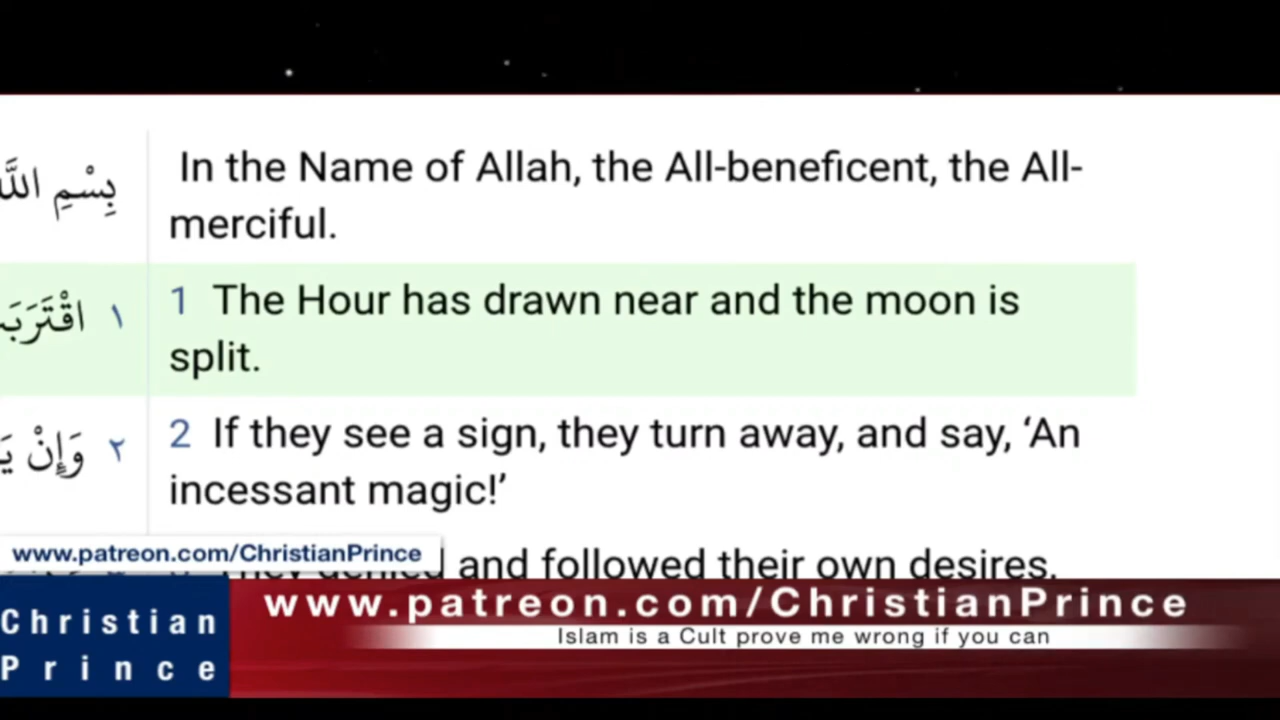 بِسْمِ
In the Name of Allah, the All-beneficent, the All-
merciful.
١
1 The Hour has drawn near and the moon is
split.
٢ وَإِنْ
2 If they see a sign, they turn away, and say, ‘An
incessant magic!’
They denied and followed their own desires.
www.patreon.com/ChristianPrince
Christian
Prince
www.patreon.com/ChristianPrince
Islam is a Cult prove me wrong if you can